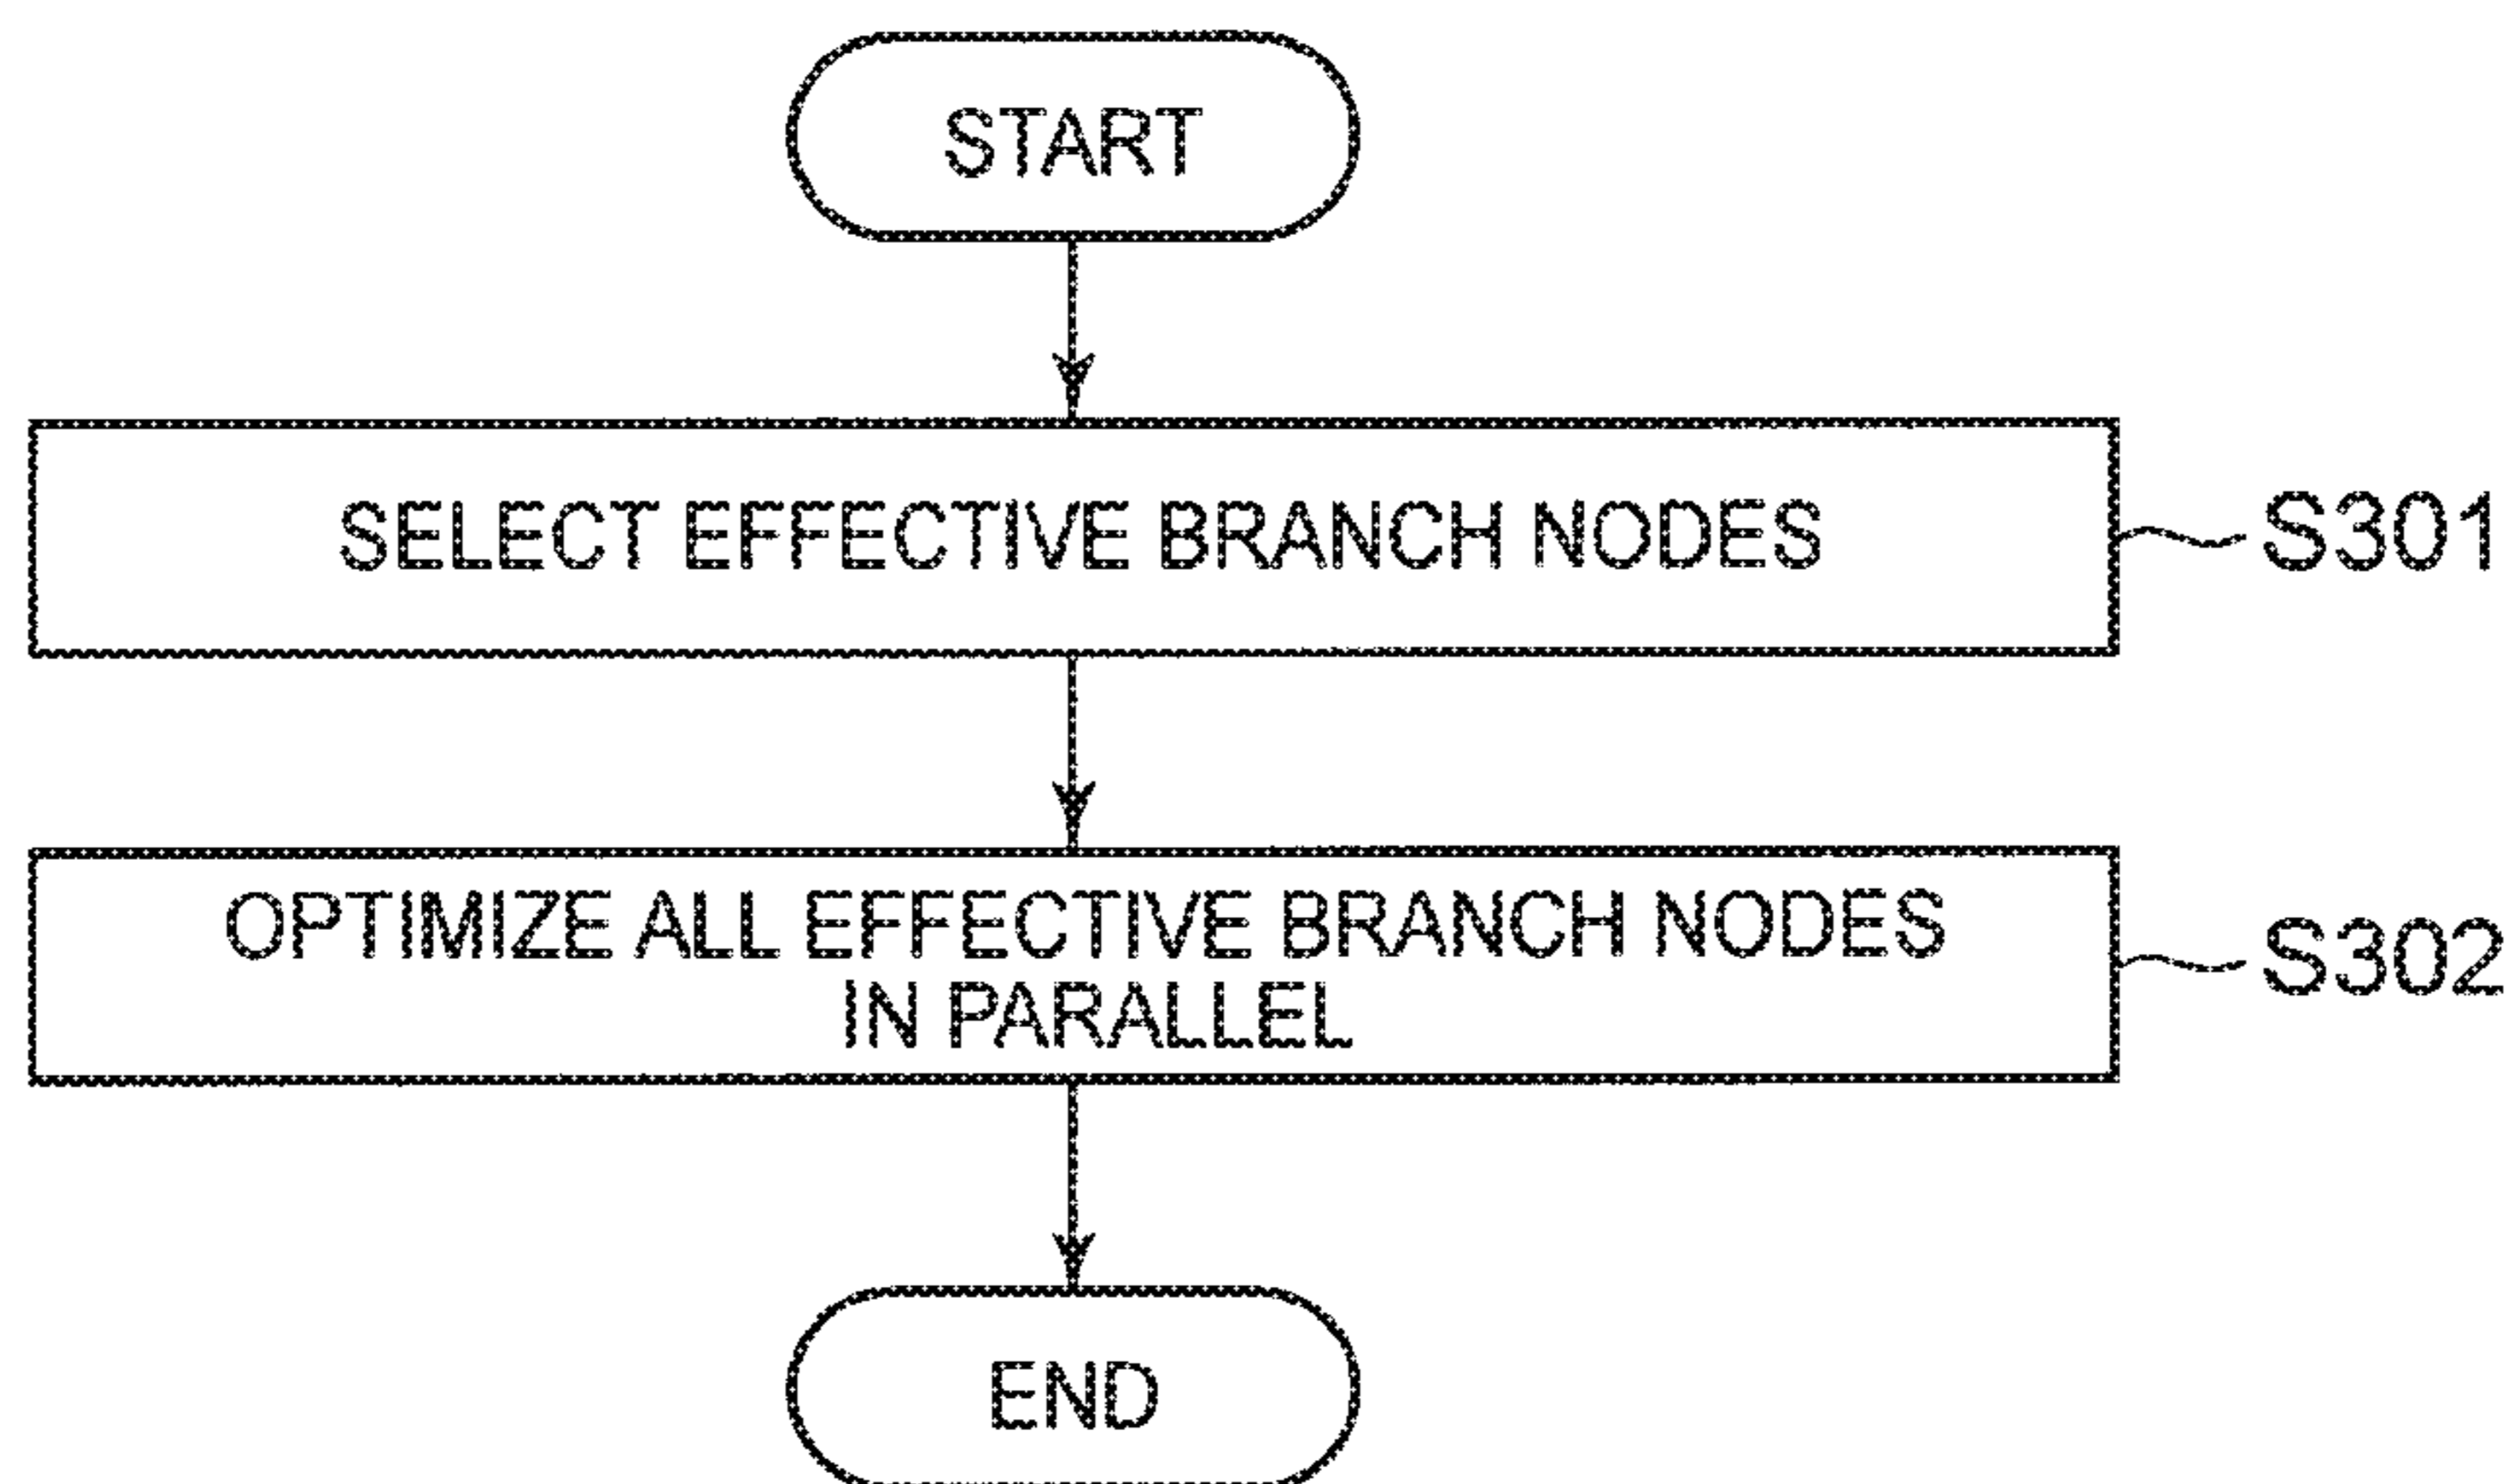 START
SELECT EFFECTIVE BRANCH NODES
S301
OPTIMIZE ALL EFFECTIVE BRANCH NODES
IN PARALLEL
S302
END